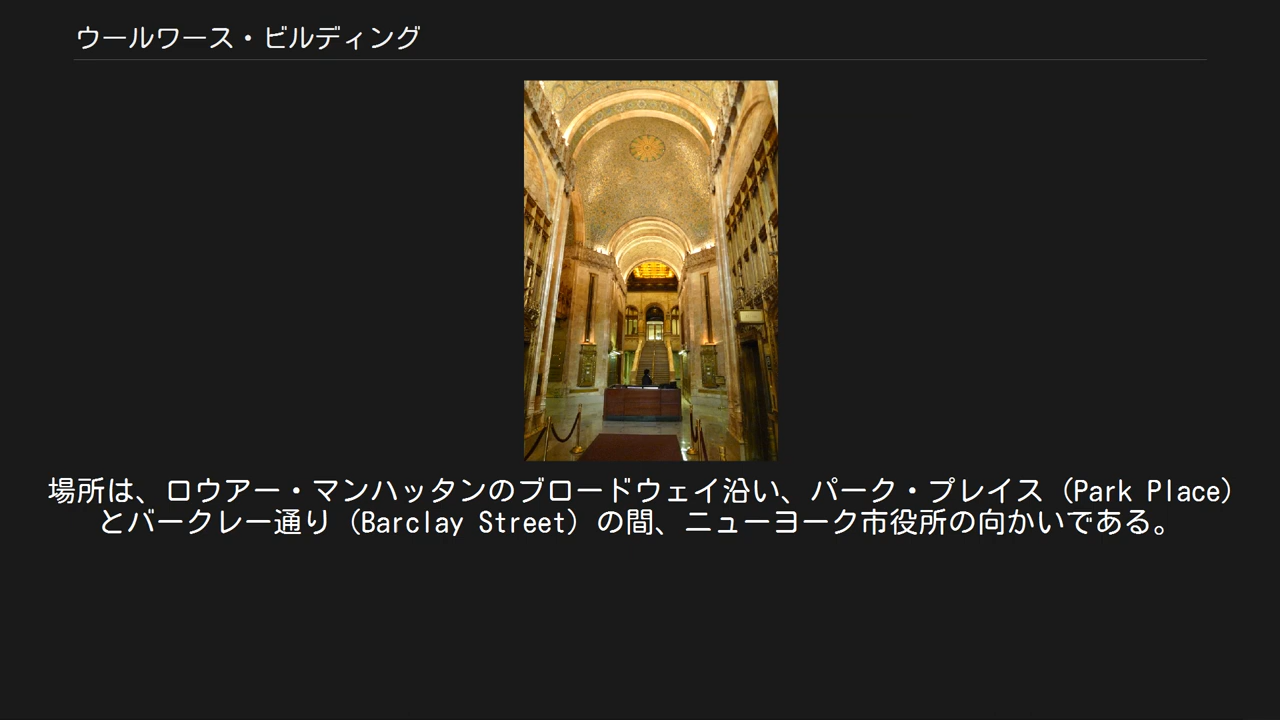 ウールワース・ビルディング
場所は、ロウアー・マンハッタンのブロードウェイ沿い、パーク・プレイス（Park Place）
とバークレー通り（Barclay Street）の間、ニューヨーク市役所の向かいである。